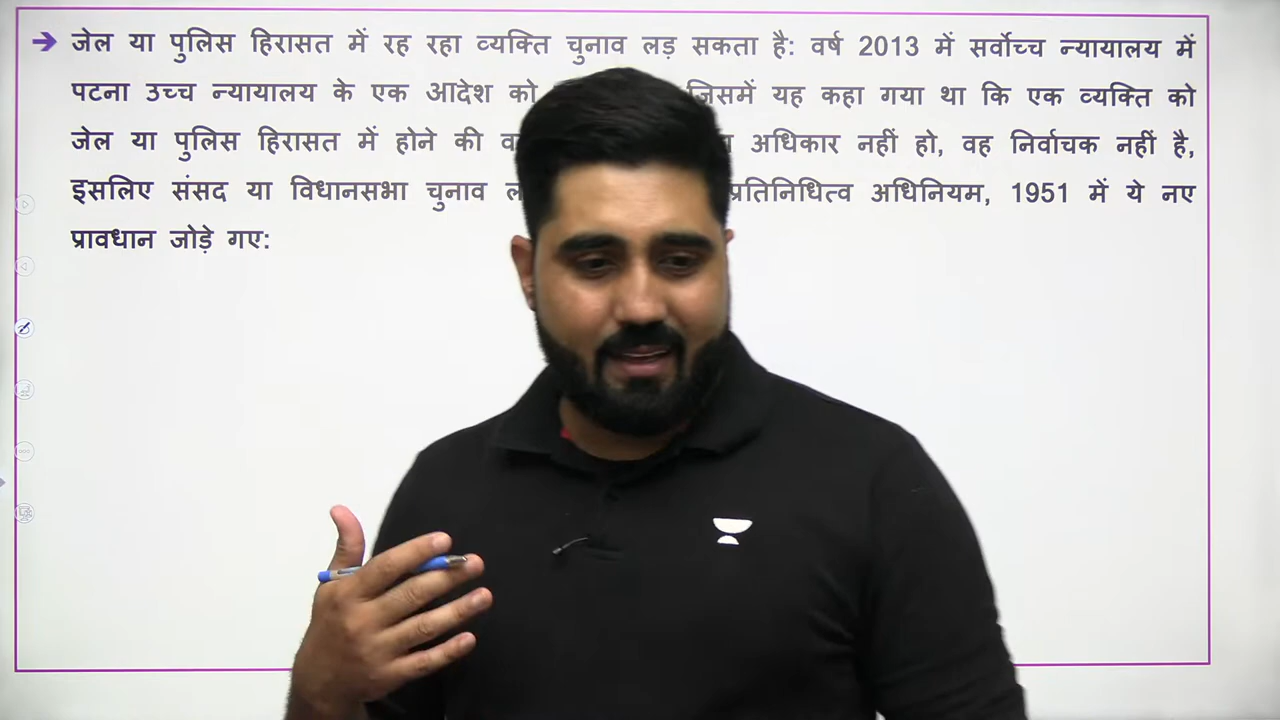 जेल या पुलिस हिरासत में रह रहा व्यक्ति चुनाव लड़ सकता है: वर्ष 2013 में सर्वोच्च न्यायालय में
पटना उच्च न्यायालय के एक आदेश को जिसमें यह कहा गया था कि एक व्यक्ति को
जेल या पुलिस हिरासत में होने की अधिकार नहीं हो, वह निर्वाचक नहीं है,
इसलिए संसद या विधानसभा चुनाव प्रतिनिधित्व अधिनियम, 1951 में ये नए
प्रावधान जोड़े गए: